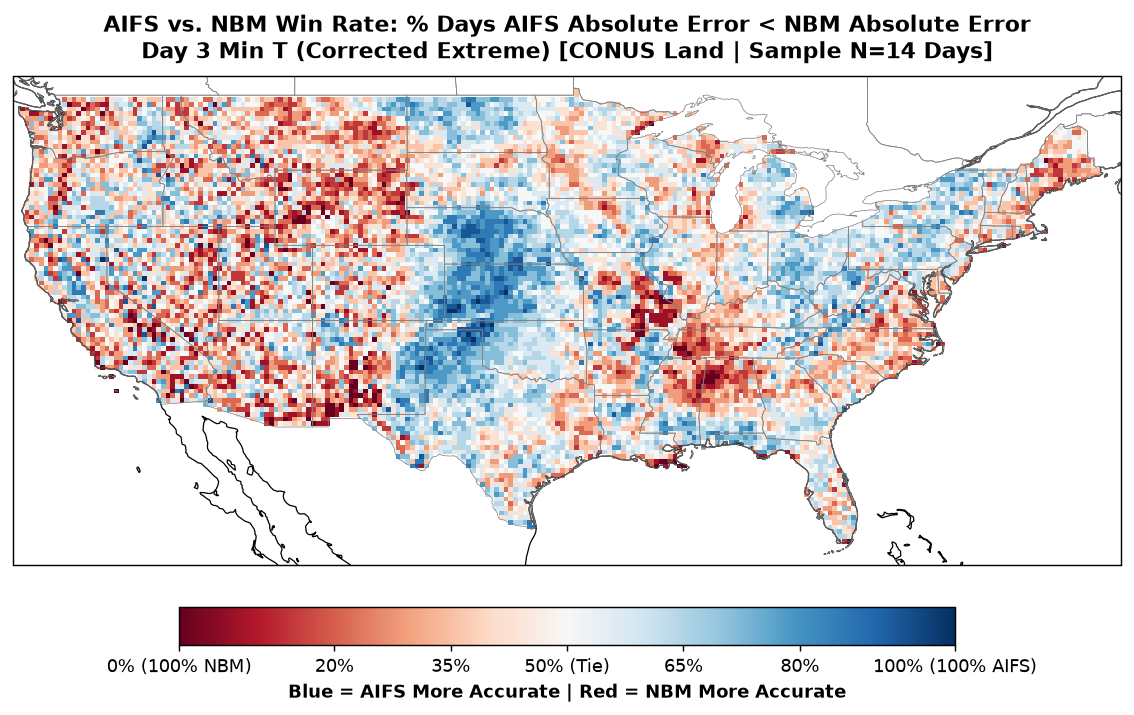 AIFS vs. NBM Win Rate: % Days AIFS Absolute Error < NBM Absolute Error
Day 3 Min T (Corrected Extreme) [CONUS Land | Sample N=14 Days]
0% (100% NBM) 20% 35% 50% (Tie) 65% 80% 100% (100% AIFS)
Blue = AIFS More Accurate | Red = NBM More Accurate